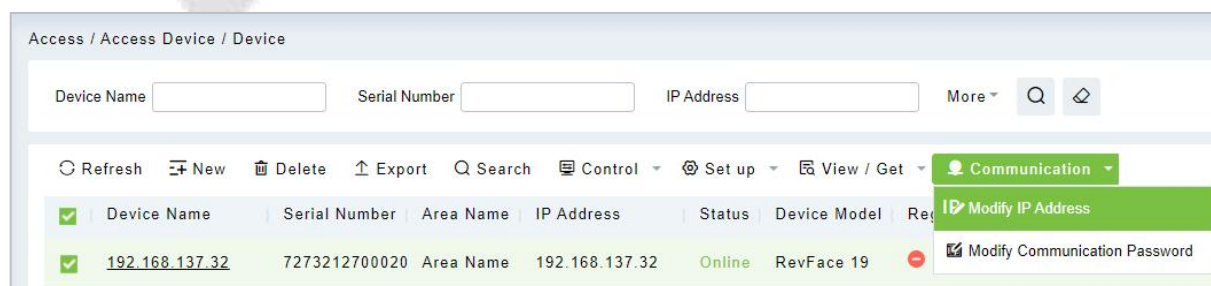 Access / Access Device / Device
Device Name Serial Number IP Address More
Refresh New Delete Export Search Control Set up View / Get Communication
Device Name Serial Number Area Name IP Address Status Device Model Reg
Modify IP Address
192.168.137.32 7273212700020 Area Name 192.168.137.32 Online RevFace 19
Modify Communication Password